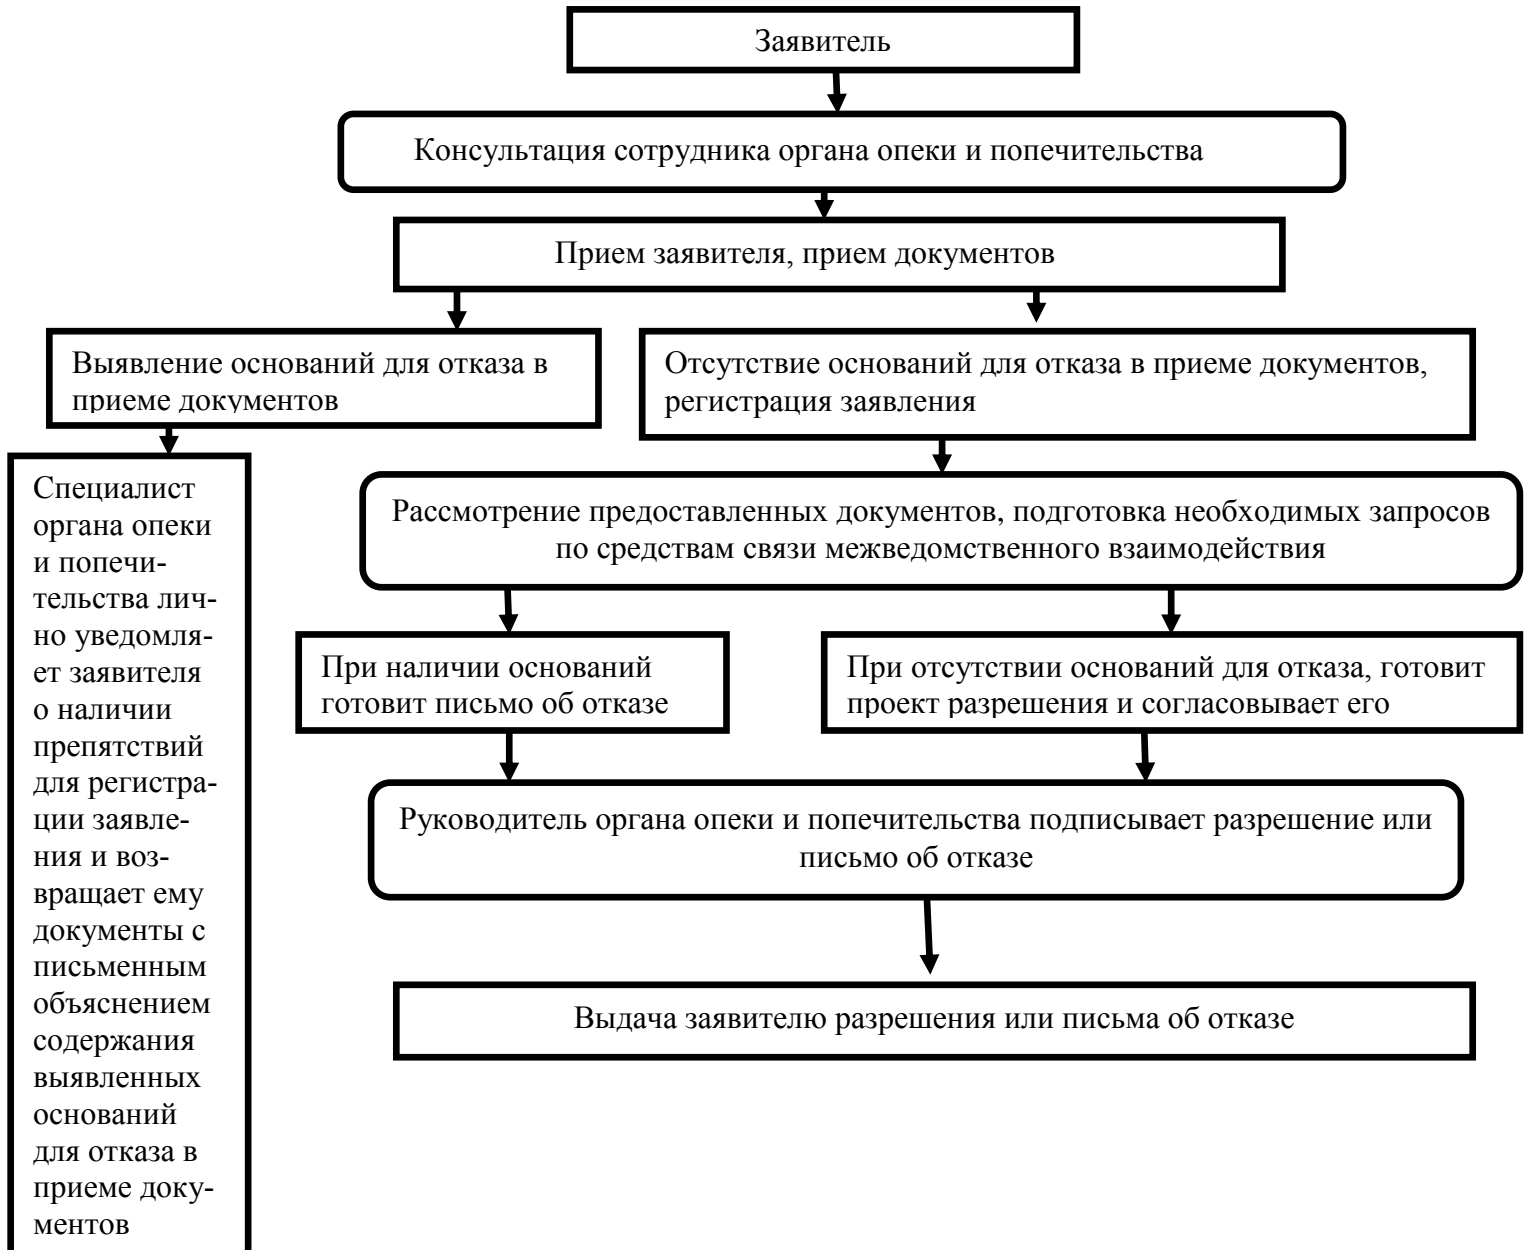 Заявитель
Консультация сотрудника органа опеки и попечительства
Прием заявителя, прием документов
Выявление оснований для отказа в
приеме документов
Отсутствие оснований для отказа в приеме документов,
регистрация заявления
Специалист
органа опеки
и попечи-
тельства лич-
но уведомля-
ет заявителя
о наличии
препятствий
для регистра-
ции заявле-
ния и воз-
вращает ему
документы с
письменным
объяснением
содержания
выявленных
оснований
для отказа в
приеме доку-
ментов
Рассмотрение предоставленных документов, подготовка необходимых запросов
по средствам связи межведомственного взаимодействия
При наличии оснований
готовит письмо об отказе
При отсутствии оснований для отказа, готовит
проект разрешения и согласовывает его
Руководитель органа опеки и попечительства подписывает разрешение или
письмо об отказе
Выдача заявителю разрешения или письма об отказе